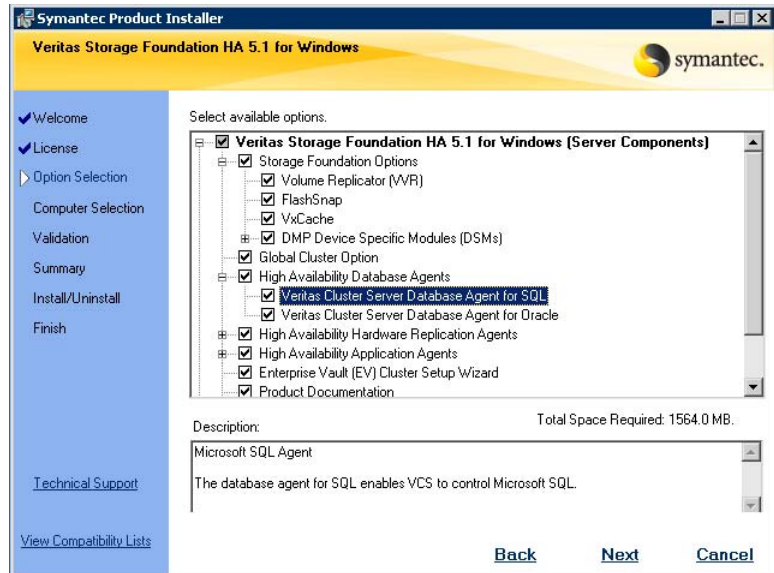 Symantec Product Installer
Veritas Storage Foundation HA 5.1 for Windows
symantec.
Welcome
License
Option Selection
Computer Selection
Validation
Summary
Install/Uninstall
Finish
Technical Support
View Compatibility Lists
Select available options.
Veritas Storage Foundation HA 5.1 for Windows (Server Components)
Storage Foundation Options
Volume Replicator (VVR)
FlashSnap
VxCache
DMP Device Specific Modules (DSMs)
Global Cluster Option
High Availability Database Agents
Veritas Cluster Server Database Agent for SQL
Veritas Cluster Server Database Agent for Oracle
High Availability Hardware Replication Agents
High Availability Application Agents
Enterprise Vault (EV) Cluster Setup Wizard
Product Documentation
Total Space Required: 1564.0 MB.
Description:
Microsoft SQL Agent
The database agent for SQL enables VCS to control Microsoft SQL.
Back Next Cancel